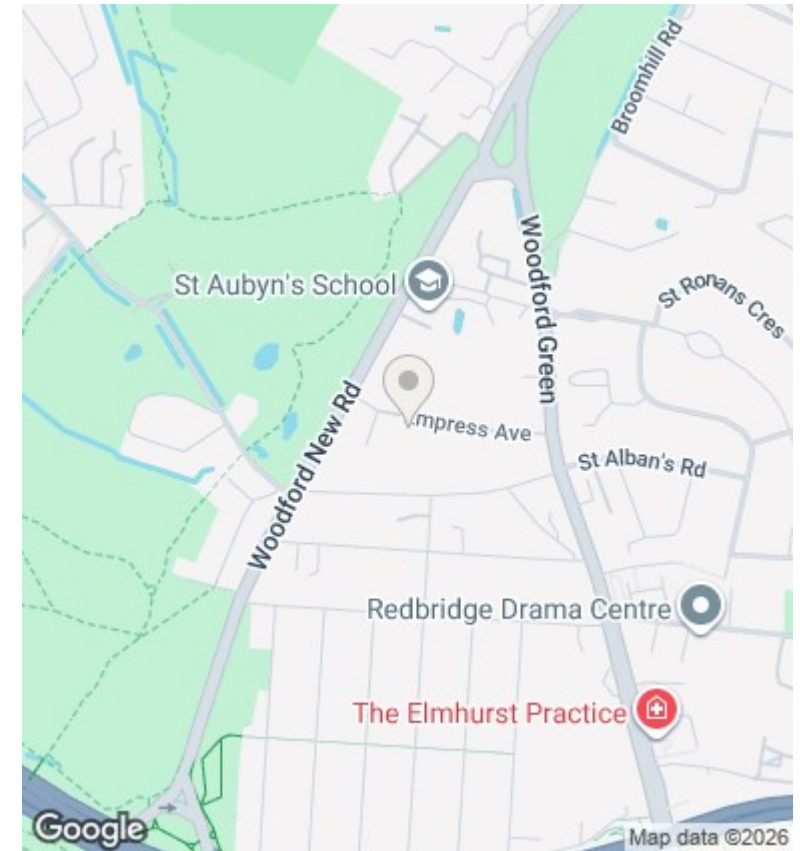 Broomhill Rd
Woodford Green
St Aubyn's School
St Ronans Cres
Woodford New Rd
Empress Ave
St Alban's Rd
Redbridge Drama Centre
The Elmhurst Practice
Google
Map data ©2026